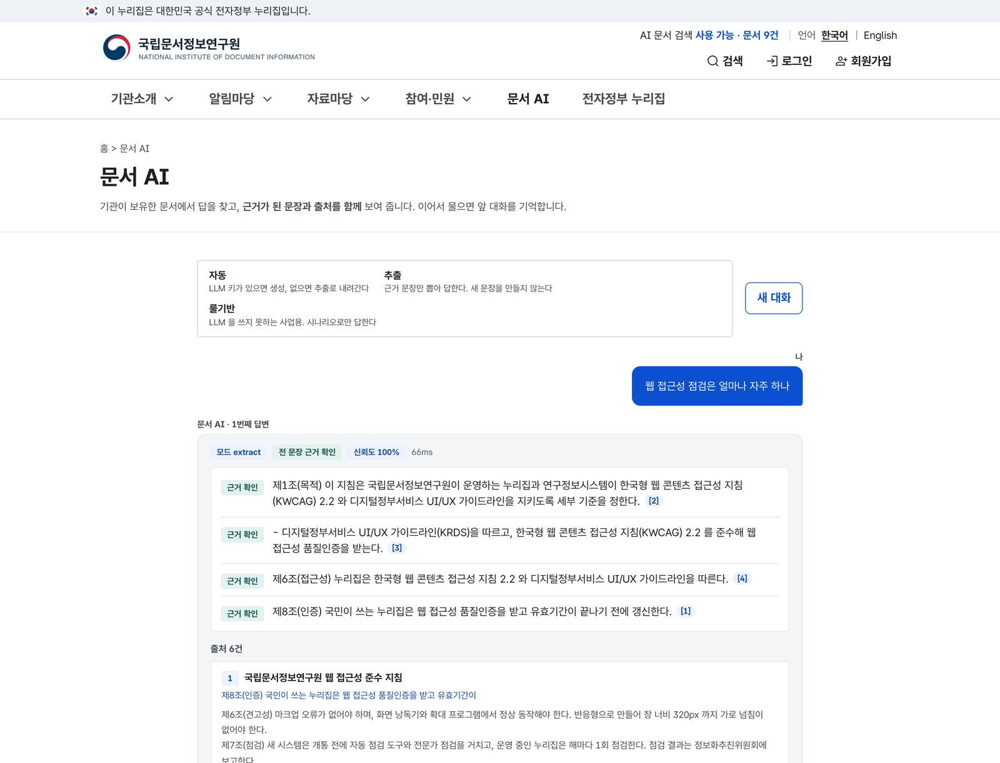 이 누리집은 대한민국 공식 전자정부 누리집입니다.
국립문서정보연구원
NATIONAL INSTITUTE OF DOCUMENT INFORMATION
AI 문서 검색 사용 가능 · 문서 9건 | 언어 한국어 | English
검색 로그인 회원가입
기관소개 알림마당 자료마당 참여·민원 문서 AI 전자정부 누리집
홈 > 문서 AI
문서 AI
기관이 보유한 문서에서 답을 찾고, 근거가 된 문장과 출처를 함께 보여 줍니다. 이어서 물으면 앞 대화를 기억합니다.
자동
LLM 키가 있으면 생성, 없으면 추출로 내려간다
추출
근거 문장만 뽑아 답한다. 새 문장을 만들지 않는다
룰기반
LLM 을 쓰지 못하는 사업용. 시나리오로만 답한다
새 대화
나
웹 접근성 점검은 얼마나 자주 하나
문서 AI · 1번째 답변
모드 extract 전 문장 근거 확인 신뢰도 100% 66ms
근거 확인 제1조(목적) 이 지침은 국립문서정보연구원이 운영하는 누리집과 연구정보시스템이 한국형 웹 콘텐츠 접근성 지침
(KWCAG) 2.2 와 디지털정부서비스 UI/UX 가이드라인을 지키도록 세부 기준을 정한다. [2]
근거 확인 - 디지털정부서비스 UI/UX 가이드라인(KRDS)을 따르고, 한국형 웹 콘텐츠 접근성 지침(KWCAG) 2.2 를 준수해 웹
접근성 품질인증을 받는다. [3]
근거 확인 제6조(접근성) 누리집은 한국형 웹 콘텐츠 접근성 지침 2.2 와 디지털정부서비스 UI/UX 가이드라인을 따른다. [4]
근거 확인 제8조(인증) 국민이 쓰는 누리집은 웹 접근성 품질인증을 받고 유효기간이 끝나기 전에 갱신한다. [1]
출처 6건
1 국립문서정보연구원 웹 접근성 준수 지침
제8조(인증) 국민이 쓰는 누리집은 웹 접근성 품질인증을 받고 유효기간이
제6조(견고성) 마크업 오류가 없어야 하며, 화면 낭독기와 확대 프로그램에서 정상 동작해야 한다. 반응형으로 만들어 창 너비 320px 까지 가로 넘침이
없어야 한다.
제7조(점검) 새 시스템은 개통 전에 자동 점검 도구와 전문가 점검을 거치고, 운영 중인 누리집은 해마다 1회 점검한다. 점검 결과는 정보화추진위원회에
보고한다